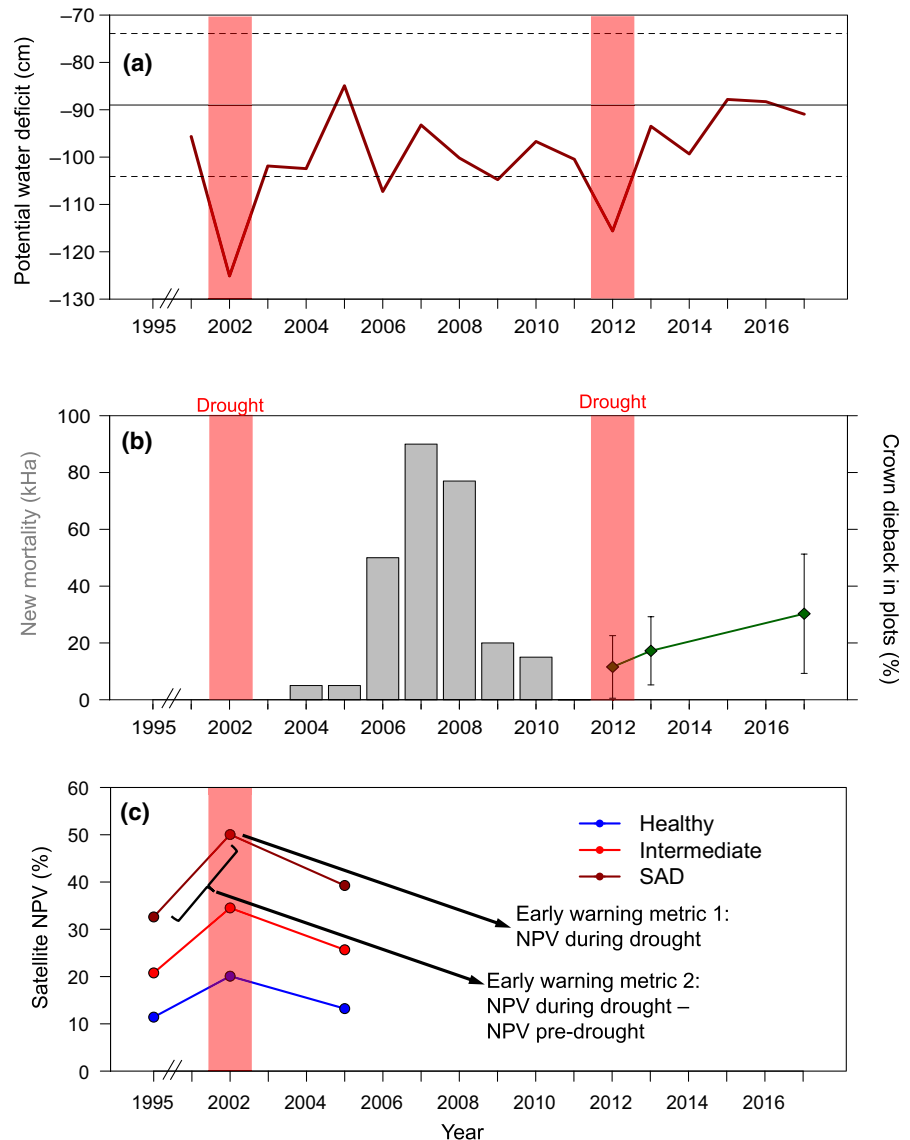 (a)
Potential water deficit (cm)
–70
–80
–90
–100
–110
–120
–130
1995 2002 2004 2006 2008 2010 2012 2014 2016
Drought Drought
(b)
New mortality (kHa)
100
80
60
40
20
0
Crown dieback in plots (%)
1995 2002 2004 2006 2008 2010 2012 2014 2016
(c)
Satellite NPV (%)
60
50
40
30
20
10
0
Healthy
Intermediate
SAD
Early warning metric 1:
NPV during drought
Early warning metric 2:
NPV during drought –
NPV pre-drought
1995 2002 2004 2006 2008 2010 2012 2014 2016
Year